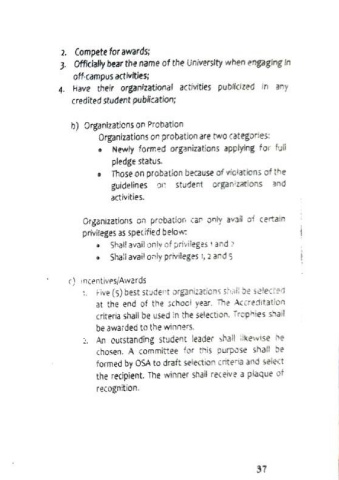 2. Compete for awards;
3. Officially bear the name of the University when engaging in
off-campus activities;
4. Have their organizational activities publicized in any
credited student publication;
b) Organizations on Probation
Organizations on probation are two categories:
• Newly formed organizations applying for full
pledge status.
• Those on probation because of violations of the
guidelines on student organizations and
activities.
Organizations on probation can only avail of certain
privileges as specified below:
• Shall avail only of privileges 1 and 2
• Shall avail only privileges 1, 2 and 5
c) Incentives/Awards
1. Five (5) best student organizations shall be selected
at the end of the school year. The Accreditation
criteria shall be used in the selection. Trophies shall
be awarded to the winners.
2. An outstanding student leader shall likewise be
chosen. A committee for this purpose shall be
formed by OSA to draft selection criteria and select
the recipient. The winner shall receive a plaque of
recognition.
37